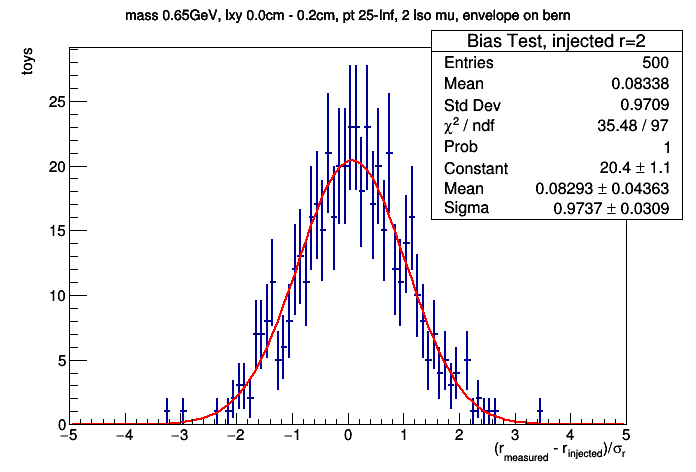 mass 0.65GeV, lxy 0.0cm - 0.2cm, pt 25-Inf, 2 Iso mu, envelope on bern
Bias Test, injected r=2
Entries 500
Mean 0.08338
Std Dev 0.9709
χ² / ndf 35.48 / 97
Prob 1
Constant 20.4 ± 1.1
Mean 0.08293 ± 0.04363
Sigma 0.9737 ± 0.0309
toys
25
20
15
10
5
0
−5 −4 −3 −2 −1 0 1 2 3 4 5
(r_measured - r_injected)/σ_r